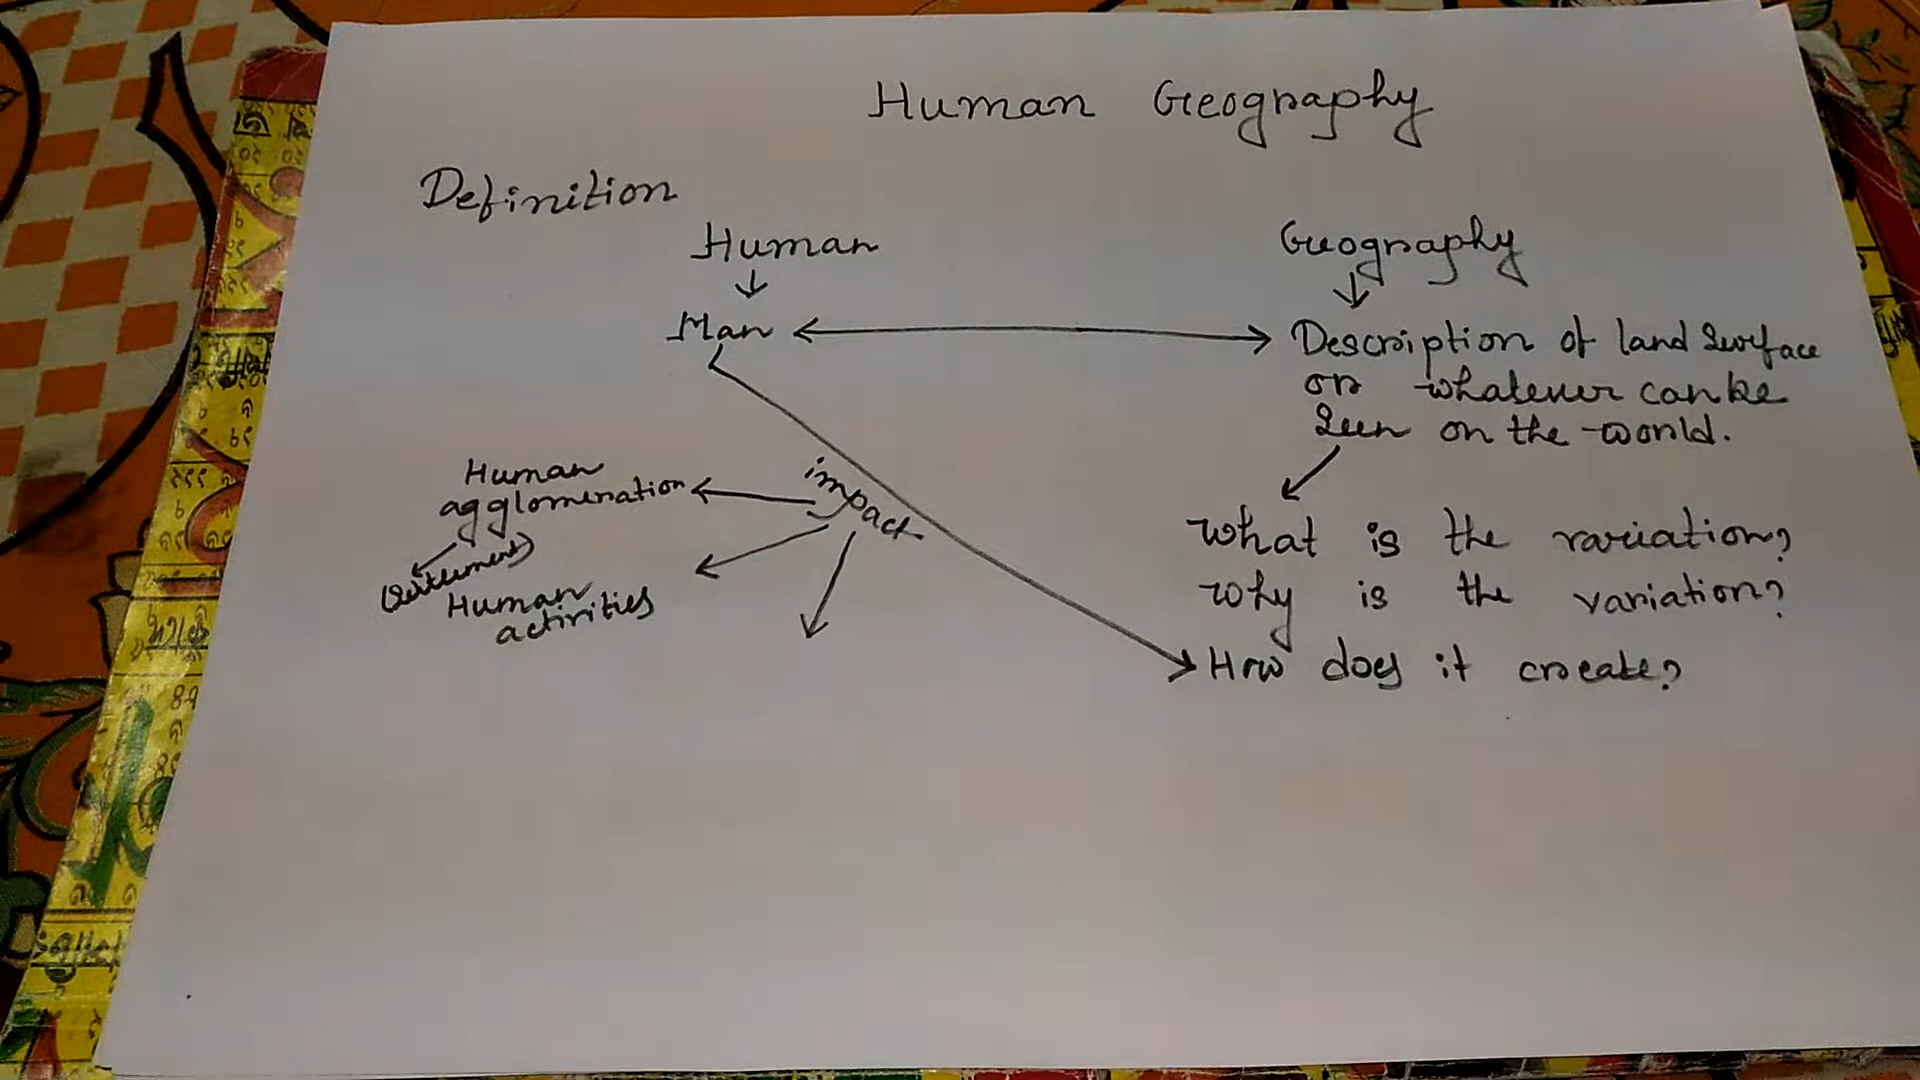 Human Geography
Definition
Human
Geography
Man
Description of land surface
or whatever can be
seen on the world.
impact
Human
agglomeration
(settlement)
Human
activities
What is the variation?
Why is the variation?
How does it create?